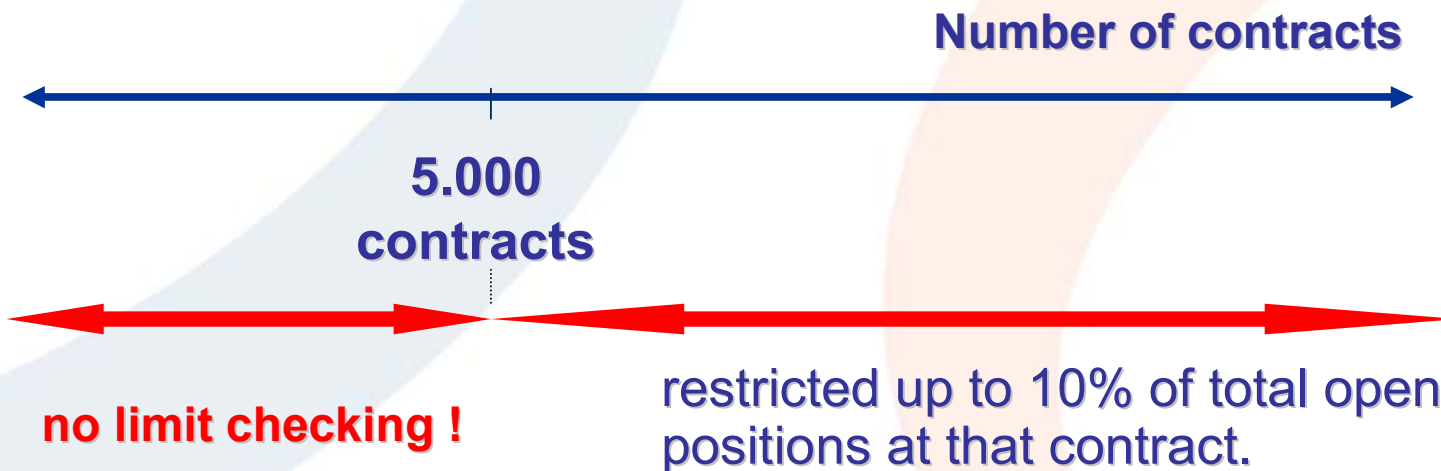 Number of contracts
5.000
contracts
no limit checking !
restricted up to 10% of total open
positions at that contract.